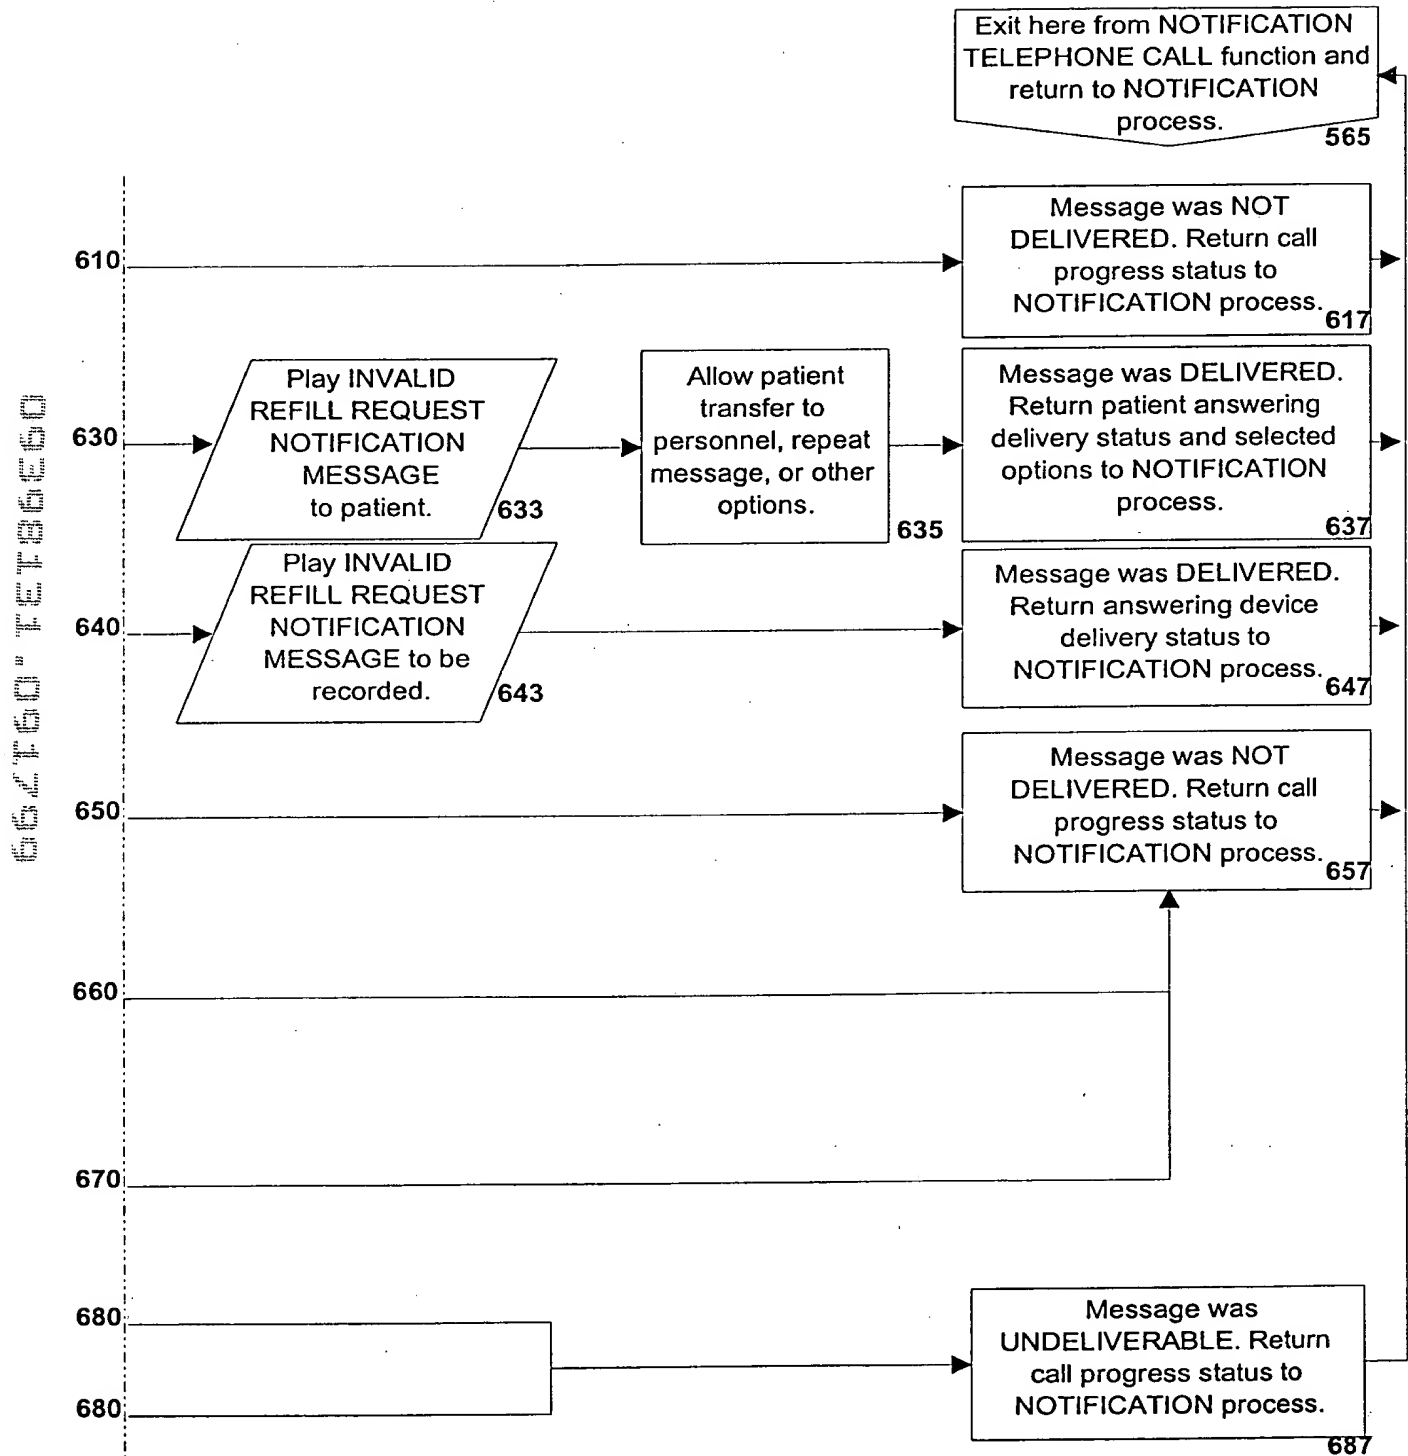 Exit here from NOTIFICATION
TELEPHONE CALL function and
return to NOTIFICATION
process.
565
610
Message was NOT
DELIVERED. Return call
progress status to
NOTIFICATION process.
617
630
Play INVALID
REFILL REQUEST
NOTIFICATION
MESSAGE
to patient.
633
Allow patient
transfer to
personnel, repeat
message, or other
options.
635
Message was DELIVERED.
Return patient answering
delivery status and selected
options to NOTIFICATION
process.
637
640
Play INVALID
REFILL REQUEST
NOTIFICATION
MESSAGE to be
recorded.
643
Message was DELIVERED.
Return answering device
delivery status to
NOTIFICATION process.
647
650
Message was NOT
DELIVERED. Return call
progress status to
NOTIFICATION process.
657
660
670
680
680
Message was
UNDELIVERABLE. Return
call progress status to
NOTIFICATION process.
687